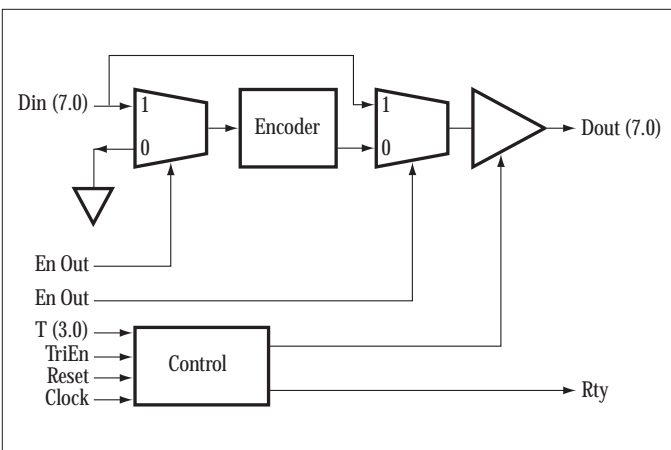 Din (7.0)
1
0
Encoder
1
0
Dout (7.0)
En Out
En Out
T (3.0)
TriEn
Reset
Clock
Control
Rty